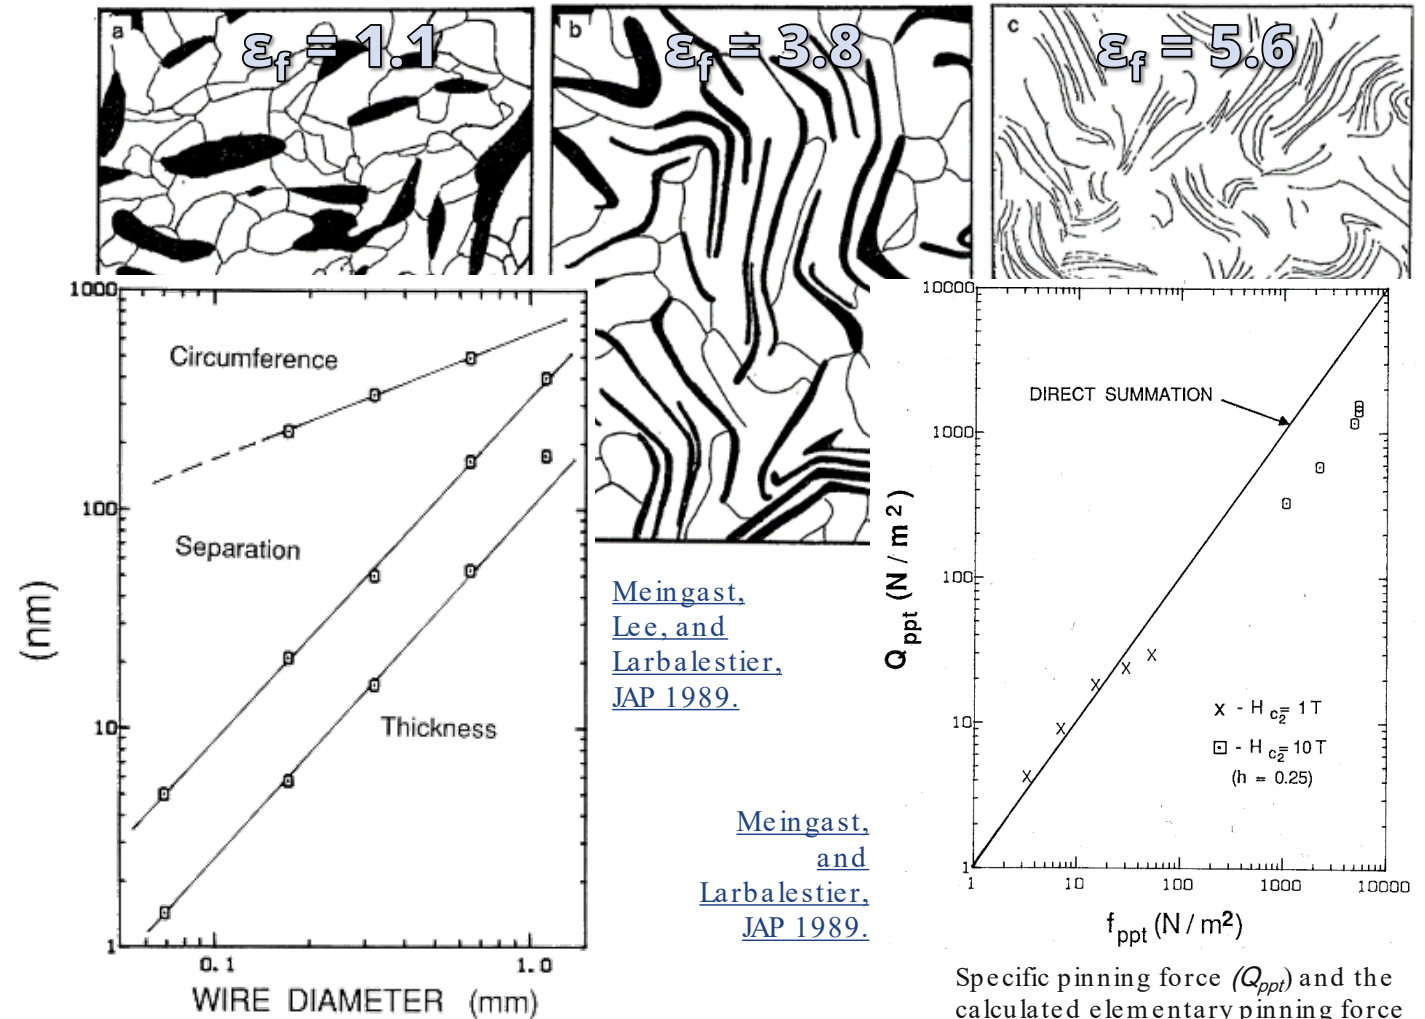 a
εf = 1.1
b
εf = 3.8
c
εf = 5.6
1000
100
10
1
(nm)
Circumference
Separation
Thickness
0.1
1.0
WIRE DIAMETER (mm)
Meingast,
Lee, and
Larbalestier,
JAP 1989.
Meingast,
and
Larbalestier,
JAP 1989.
10000
1000
100
10
1
Qppt (N / m2)
DIRECT SUMMATION
x - Hc2= 1 T
- Hc2= 10 T
(h = 0.25)
1
10
100
1000
10000
fppt (N / m2)
Specific pinning force (Qppt) and the
calculated elementary pinning force